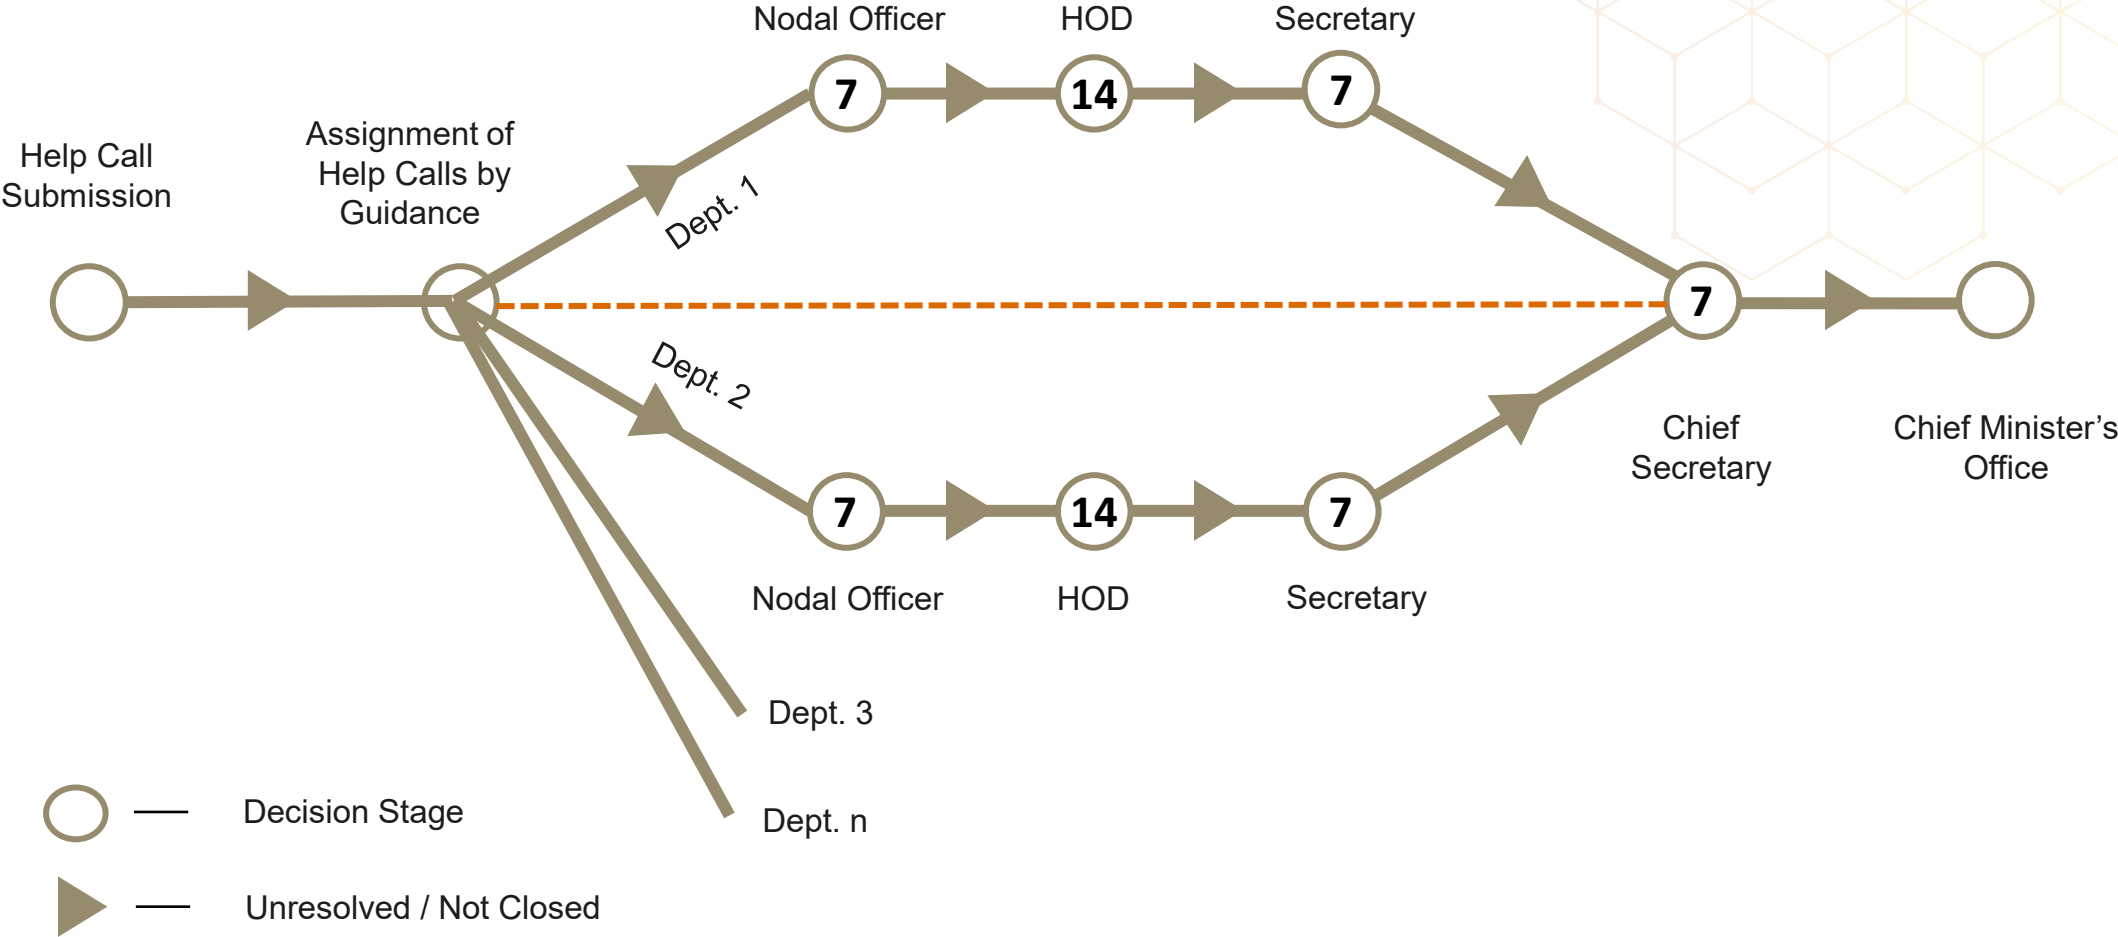 Nodal Officer
HOD
Secretary
7
14
7
Assignment of
Help Calls by
Guidance
Help Call
Submission
Dept. 1
7
Dept. 2
Chief
Secretary
Chief Minister’s
Office
7
14
7
Nodal Officer
HOD
Secretary
Dept. 3
Dept. n
Decision Stage
Unresolved / Not Closed